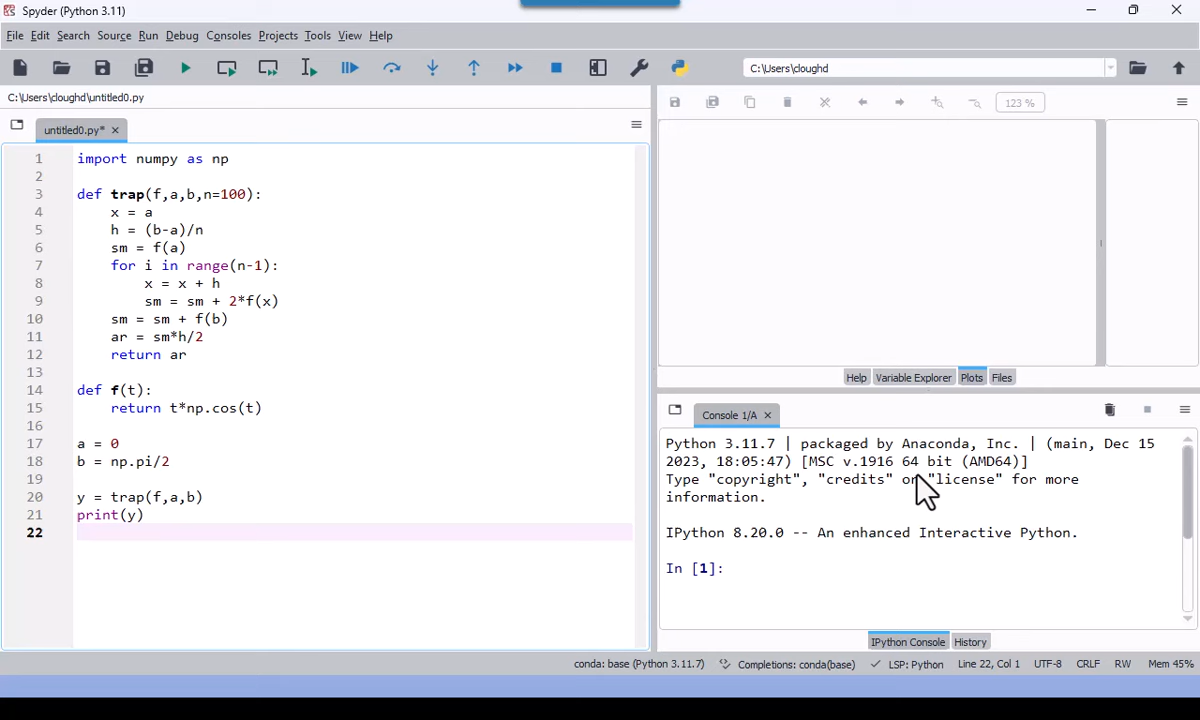 Spyder (Python 3.11)
File Edit Search Source Run Debug Consoles Projects Tools View Help
C:\Users\cloughd
C:\Users\cloughd\untitled0.py
untitled0.py*
1 import numpy as np
2
3 def trap(f,a,b,n=100):
4     x = a
5     h = (b-a)/n
6     sm = f(a)
7     for i in range(n-1):
8         x = x + h
9         sm = sm + 2*f(x)
10     sm = sm + f(b)
11     ar = sm*h/2
12     return ar
13
14 def f(t):
15     return t*np.cos(t)
16
17 a = 0
18 b = np.pi/2
19
20 y = trap(f,a,b)
21 print(y)
22
123 %
Help Variable Explorer Plots Files
Console 1/A
Python 3.11.7 | packaged by Anaconda, Inc. | (main, Dec 15
2023, 18:05:47) [MSC v.1916 64 bit (AMD64)]
Type "copyright", "credits" or "license" for more
information.
IPython 8.20.0 -- An enhanced Interactive Python.
In [1]:
IPython Console History
conda: base (Python 3.11.7) Completions: conda(base) LSP: Python Line 22, Col 1 UTF-8 CRLF RW Mem 45%